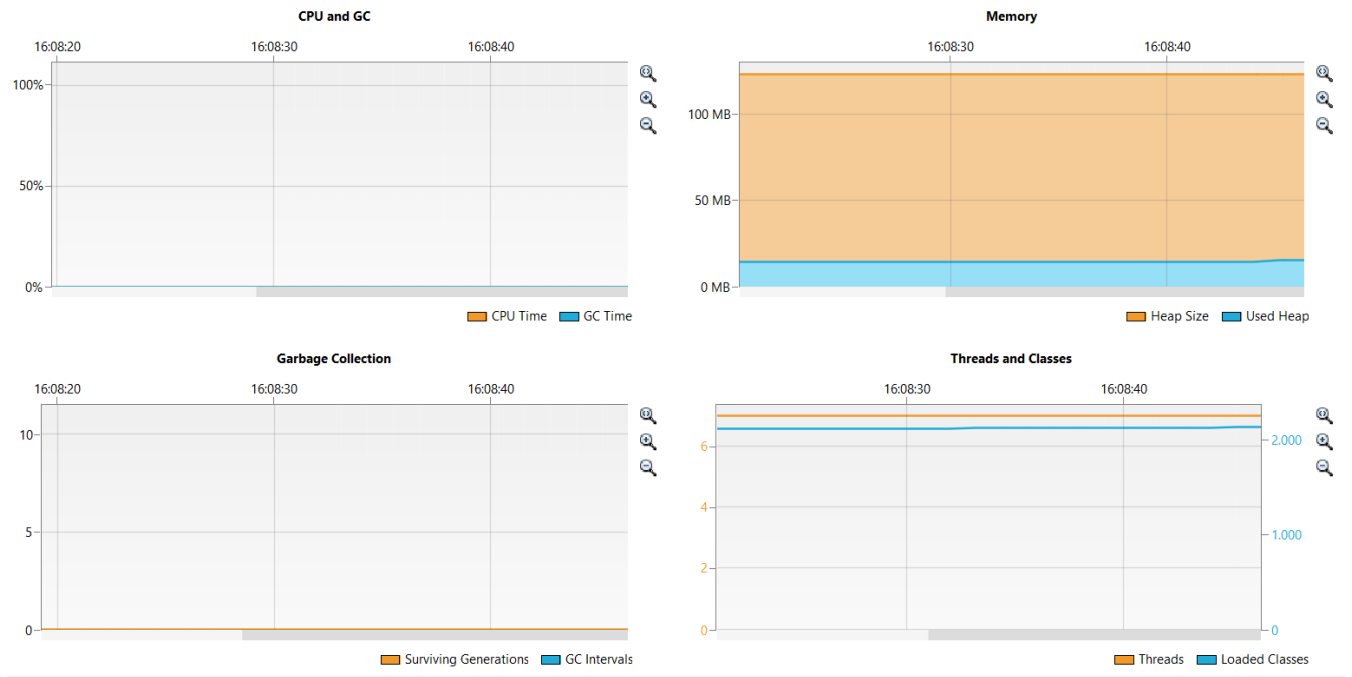 CPU and GC
16:08:20 16:08:30 16:08:40
100%
50%
0%
CPU Time GC Time
Memory
16:08:30 16:08:40
100 MB
50 MB
0 MB
Heap Size Used Heap
Garbage Collection
16:08:20 16:08:30 16:08:40
10
5
0
Surviving Generations GC Intervals
Threads and Classes
16:08:30 16:08:40
6 2.000
4
1.000
2
0 0
Threads Loaded Classes